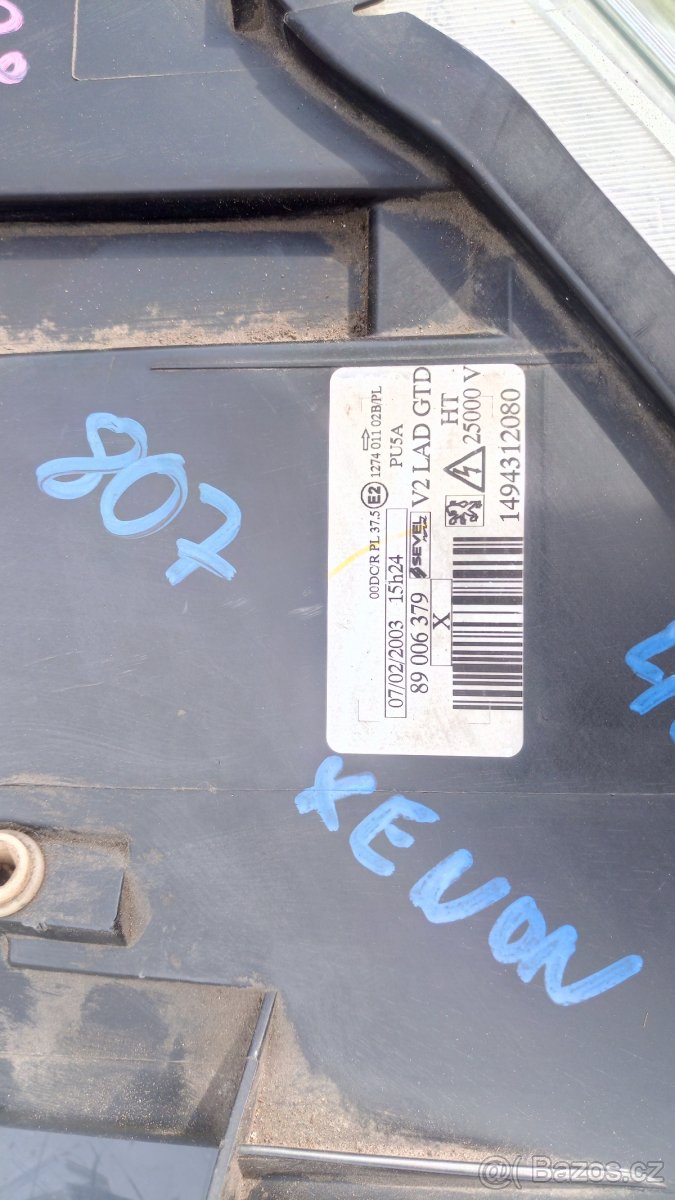 807
00DC/R PL 37.5 E2 1274 011 02B/PL
07/02/2003 15h24 PU5A
89 006 379 SEVEL V2 LAD GTD
X HT
25000 V
1494312080
XENON
@ Bazos.cz